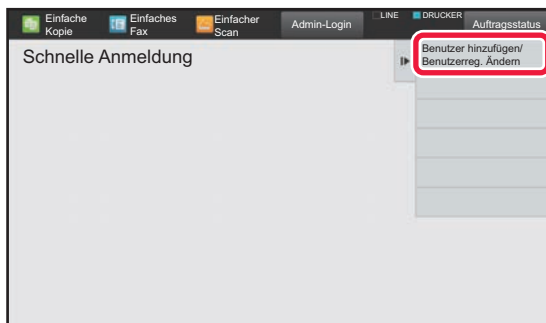 Einfache
Kopie
Einfaches
Fax
Einfacher
Scan
Admin-Login
LINE
DRUCKER
Auftragsstatus
Schnelle Anmeldung
Benutzer hinzufügen/
Benutzerreg. Ändern